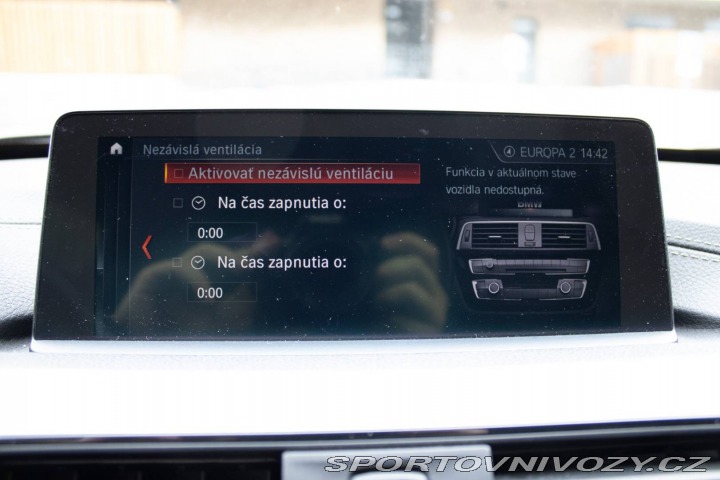 Nezávislá ventilácia
EUROPA 2 14:42
Aktivovať nezávislú ventiláciu
Na čas zapnutia o:
0:00
Na čas zapnutia o:
0:00
Funkcia v aktuálnom stave
vozidla nedostupná.
BMW
SPORTOVNIVOZY.CZ